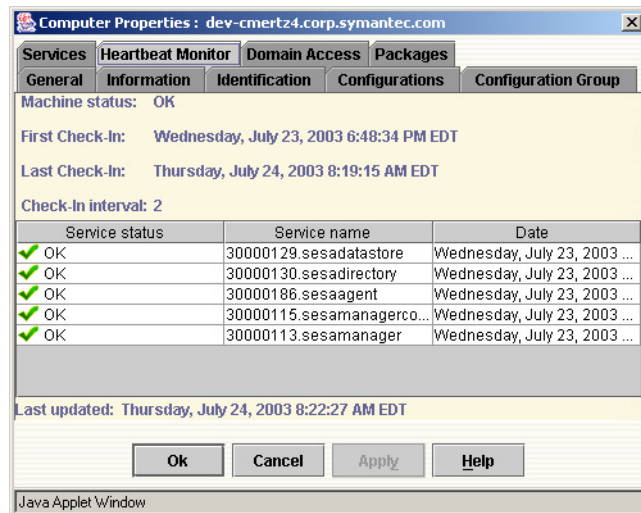 Computer Properties : dev-cmertz4.corp.symantec.com
Services Heartbeat Monitor Domain Access Packages
General Information Identification Configurations Configuration Group
Machine status: OK
First Check-In: Wednesday, July 23, 2003 6:48:34 PM EDT
Last Check-In: Thursday, July 24, 2003 8:19:15 AM EDT
Check-In interval: 2
Service status Service name Date
OK 30000129.sesadatastore Wednesday, July 23, 2003 ...
OK 30000130.sesadirectory Wednesday, July 23, 2003 ...
OK 30000186.sesaagent Wednesday, July 23, 2003 ...
OK 30000115.sesamanagerco... Wednesday, July 23, 2003 ...
OK 30000113.sesamanager Wednesday, July 23, 2003 ...
Last updated: Thursday, July 24, 2003 8:22:27 AM EDT
Ok Cancel Apply Help
Java Applet Window